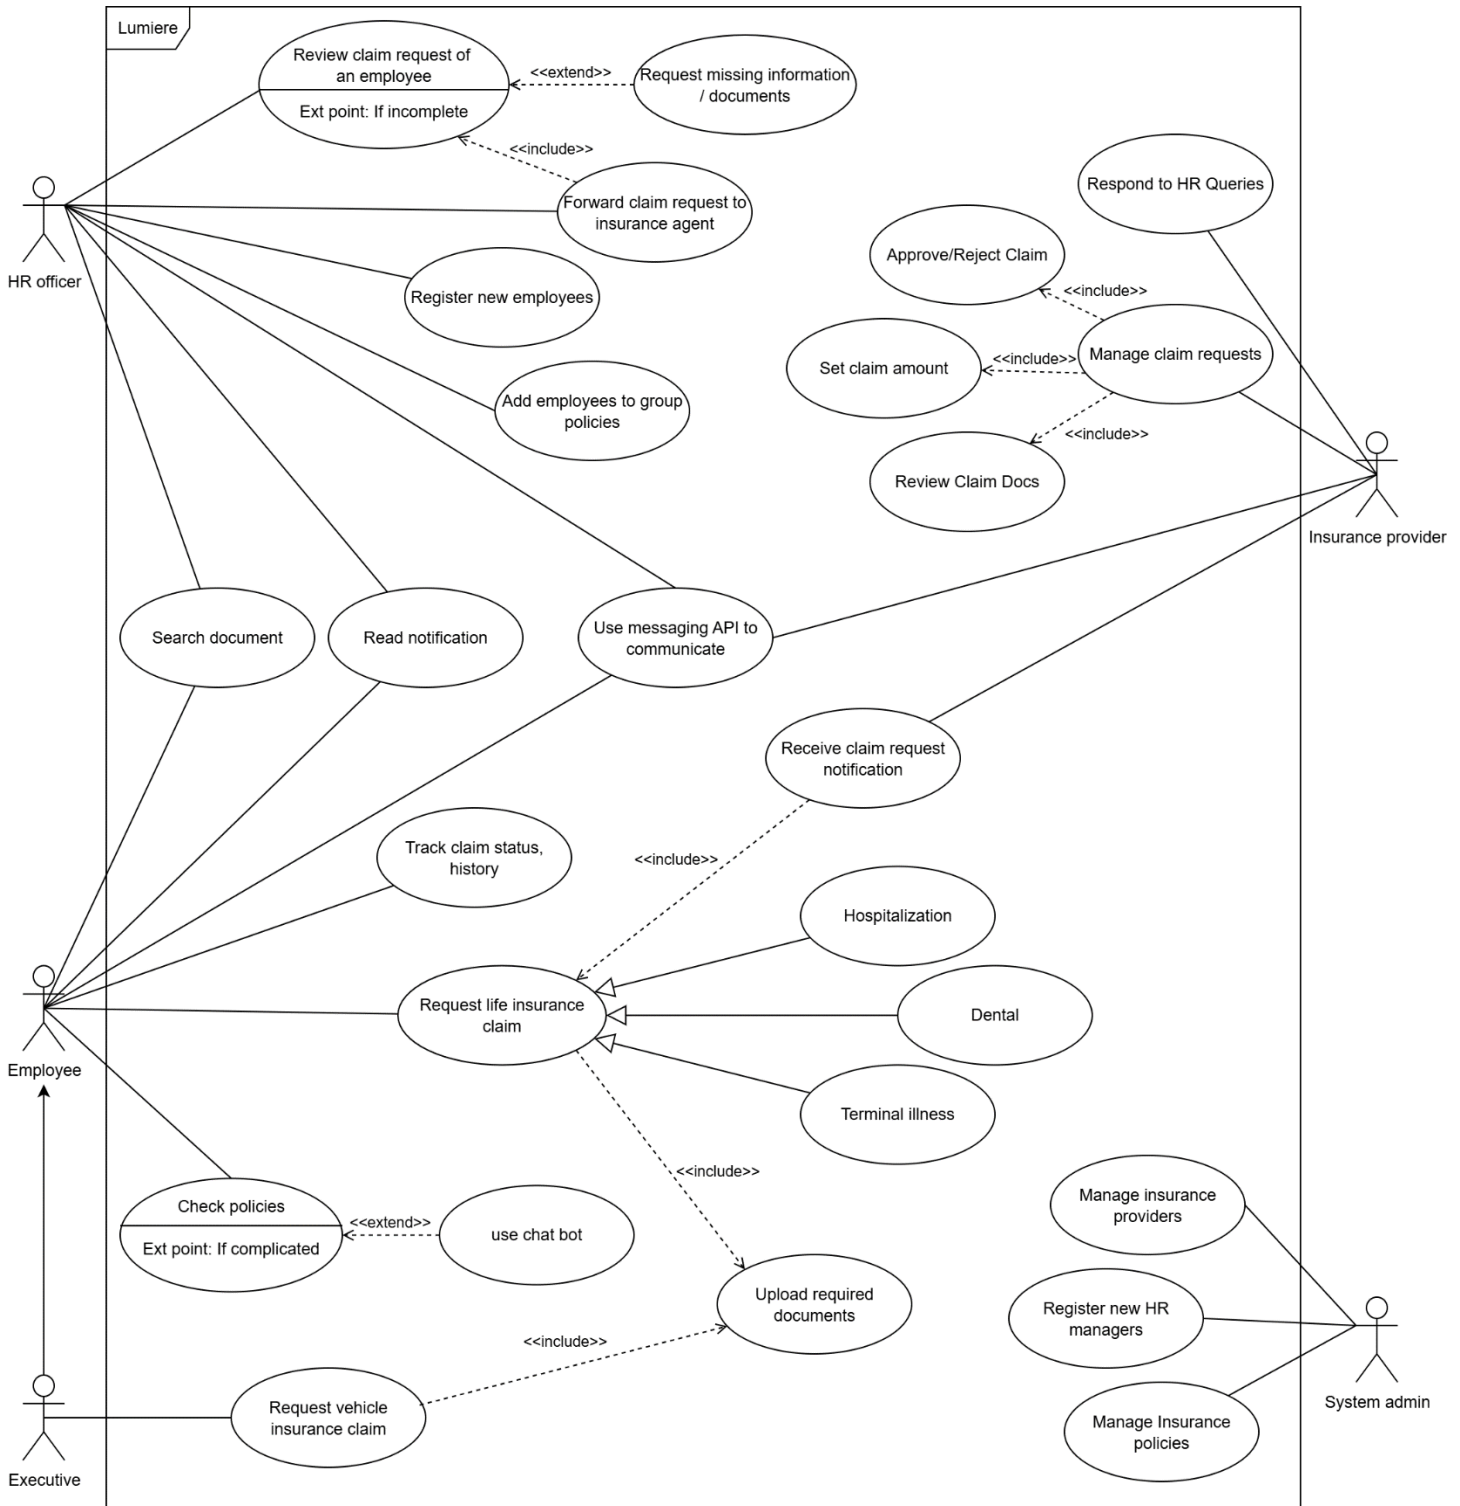 Lumiere
Review claim request of
an employee
Ext point: If incomplete
<<extend>>
Request missing information
/ documents
<<include>>
Forward claim request to
insurance agent
HR officer
Register new employees
Add employees to group
policies
Respond to HR Queries
Approve/Reject Claim
<<include>>
Set claim amount
<<include>>
Manage claim requests
<<include>>
Review Claim Docs
Insurance provider
Search document
Read notification
Use messaging API to
communicate
Receive claim request
notification
Track claim status,
history
<<include>>
Hospitalization
Request life insurance
claim
Dental
Employee
Terminal illness
<<include>>
Check policies
Ext point: If complicated
<<extend>>
use chat bot
Manage insurance
providers
Upload required
documents
Register new HR
managers
<<include>>
System admin
Request vehicle
insurance claim
Manage Insurance
policies
Executive